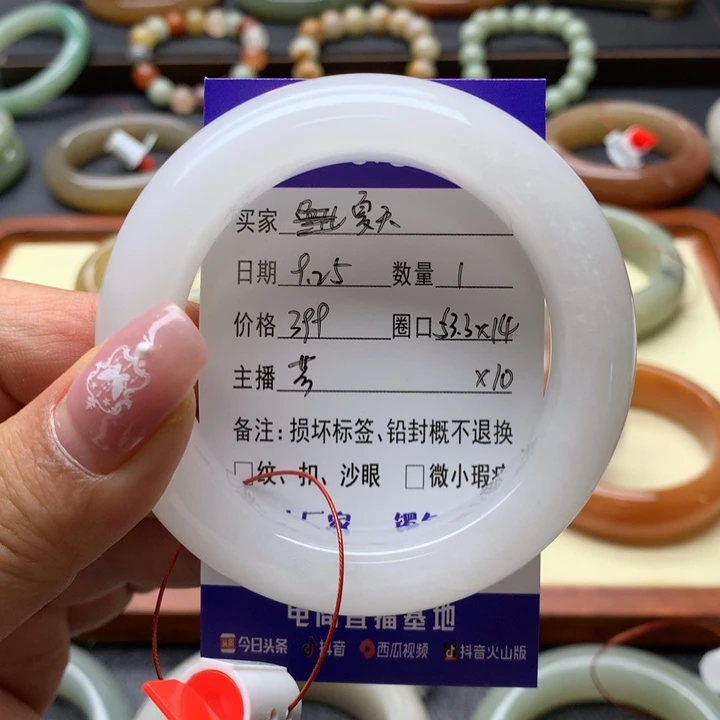 买家 夏天
日期 9.25 数量 1
价格 399 圈口 53.3x14
主播 x10
备注: 损坏标签、铅封概不退换
□纹、扣、沙眼 □微小瑕
电商直播基地
今日头条 抖音 西瓜视频 抖音火山版